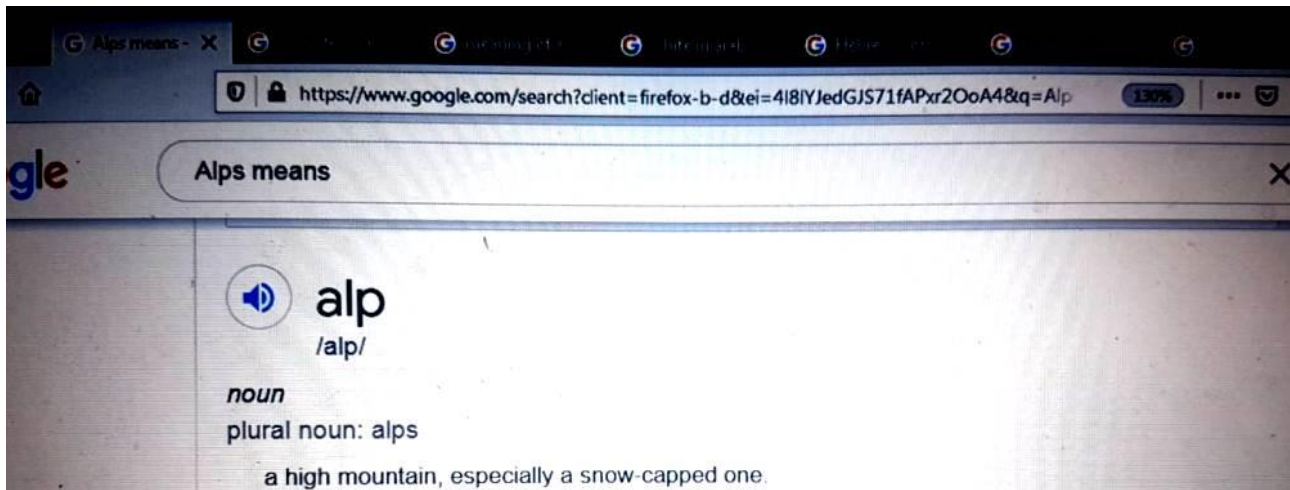 Alps means -
https://www.google.com/search?client=firefox-b-d&ei=4I8IYJedGJS71fAPxr2OoA4&q=Alp 130%
gle Alps means
alp
/alp/
noun
plural noun: alps
a high mountain, especially a snow-capped one.